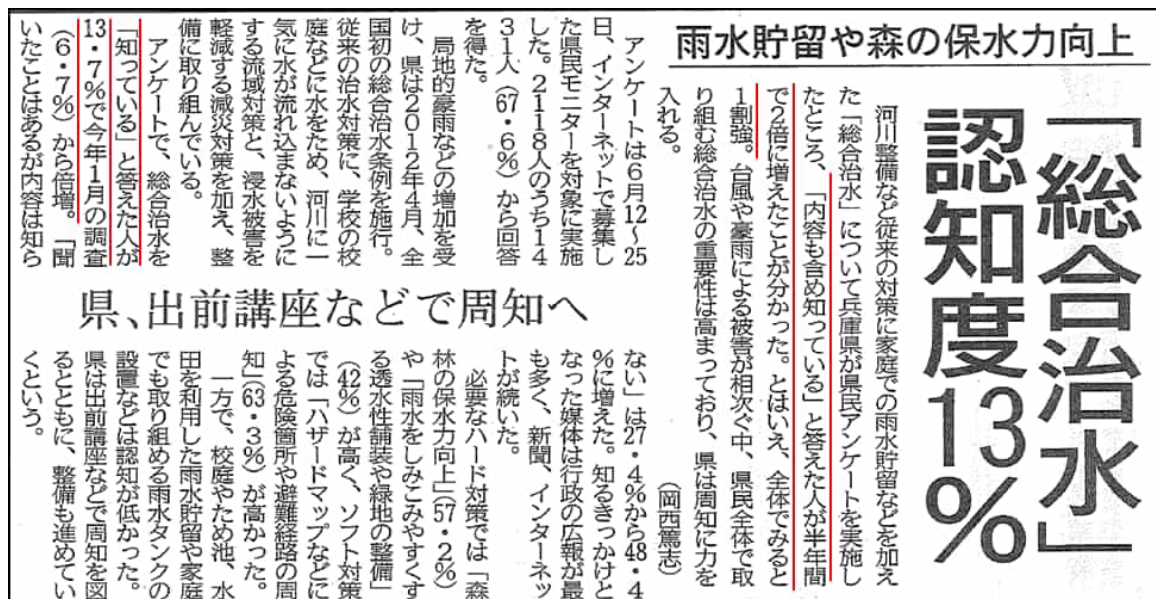 雨水貯留や森の保水力向上
「総合治水」
認知度13%
河川整備など従来の対策に家庭での雨水貯留などを加え
た「総合治水」について兵庫県が県民アンケートを実施し
たところ、「内容も含め知っている」と答えた人が半年間
で2倍に増えたことが分かった。とはいえ、全体でみると
1割強。台風や豪雨による被害が相次ぐ中、県民全体で取
り組む総合治水の重要性は高まっており、県は周知に力を
入れる。
(岡西篤志)
アンケートは6月12〜25
日、インターネットで募集し
た県民モニターを対象に実施
した。2118人のうち14
31人(67・6%)から回答
を得た。
局地的豪雨などの増加を受
け、県は2012年4月、全
国初の総合治水条例を施行。
従来の治水対策に、学校の校
庭などに水をため、河川に一
気に水が流れ込まないように
する流域対策と、浸水被害を
軽減する減災対策を加え、整
備に取り組んでいる。
アンケートで、総合治水を
「知っている」と答えた人が
13・7%で今年1月の調査
(6・7%)から倍増。「聞
いたことはあるが内容は知ら
県、出前講座などで周知へ
ない」は27・4%から48・4
%に増えた。知るきっかけと
なった媒体は行政の広報が最
も多く、新聞、インターネッ
トが続いた。
必要なハード対策では「森
林の保水力向上」(57・2%)
や「雨水をしみこみやすくす
る透水性舗装や緑地の整備」
(42%)が高く、ソフト対策
では「ハザードマップなどに
よる危険箇所や避難経路の周
知」(63・3%)が高かった。
一方で、校庭やため池、水
田を利用した雨水貯留や家庭
でも取り組める雨水タンクの
設置などは認知が低かった。
県は出前講座などで周知を図
るとともに、整備も進めてい
くという。